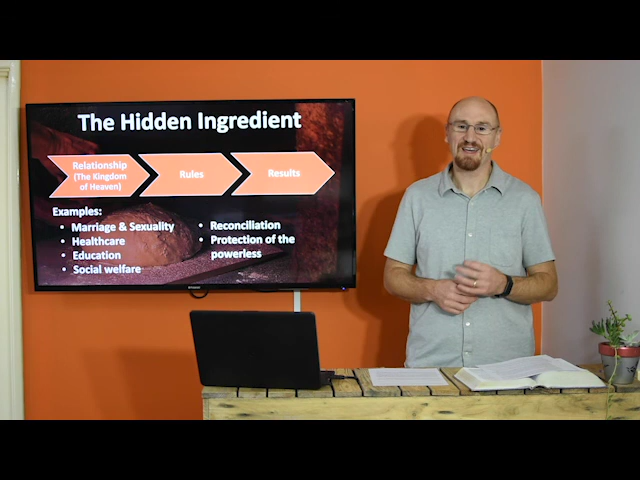 The Hidden Ingredient
Relationship
(The Kingdom
of Heaven)
Rules
Results
Examples:
• Marriage & Sexuality
• Healthcare
• Education
• Social welfare
• Reconciliation
• Protection of the
powerless